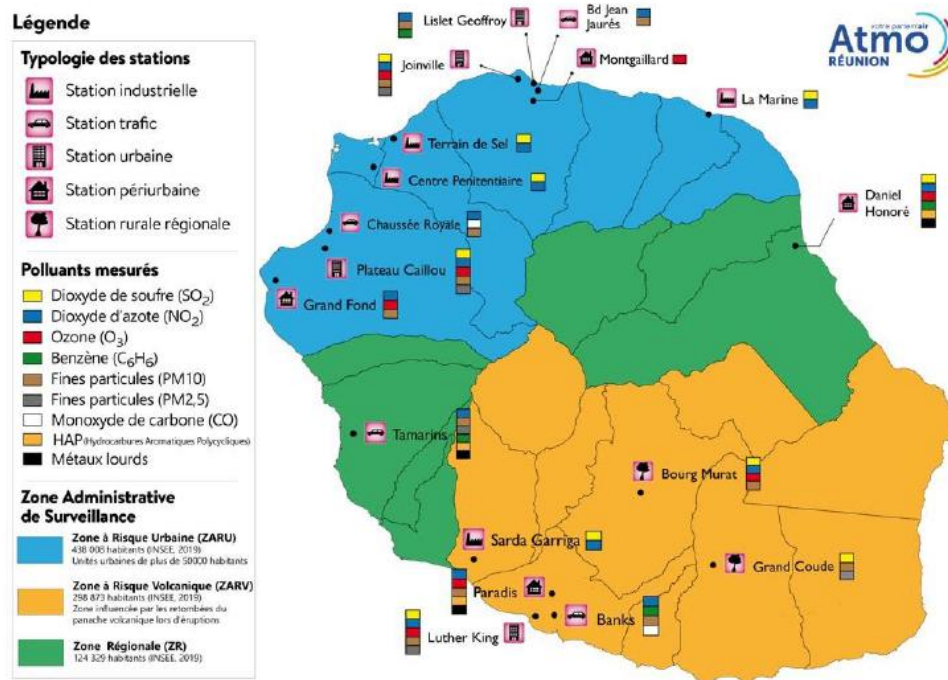 Légende
Typologie des stations
Station industrielle
Station trafic
Station urbaine
Station périurbaine
Station rurale régionale
Polluants mesurés
Dioxyde de soufre (SO₂)
Dioxyde d'azote (NO₂)
Ozone (O₃)
Benzène (C₆H₆)
Fines particules (PM10)
Fines particules (PM2,5)
Monoxyde de carbone (CO)
HAP (Hydrocarbures Aromatiques Polycycliques)
Métaux lourds
Zone Administrative
de Surveillance
Zone à Risque Urbaine (ZARU)
438 008 habitants (INSEE, 2019)
Unités urbaines de plus de 50000 habitants
Zone à Risque Volcanique (ZARV)
298 873 habitants (INSEE, 2019)
Zone influencée par les retombées du
panache volcanique lors d'éruptions
Zone Régionale (ZR)
124 329 habitants (INSEE, 2019)
Lislet Geoffroy
Bd Jean
Jaurés
Joinville
Montgaillard
votre partenair
Atmo
RÉUNION
La Marine
Terrain de Sel
Centre Penitentiaire
Daniel
Honoré
Chaussée Royale
Plateau Caillou
Grand Fond
Tamarins
Bourg Murat
Sarda Garriga
Grand Coude
Paradis
Banks
Luther King